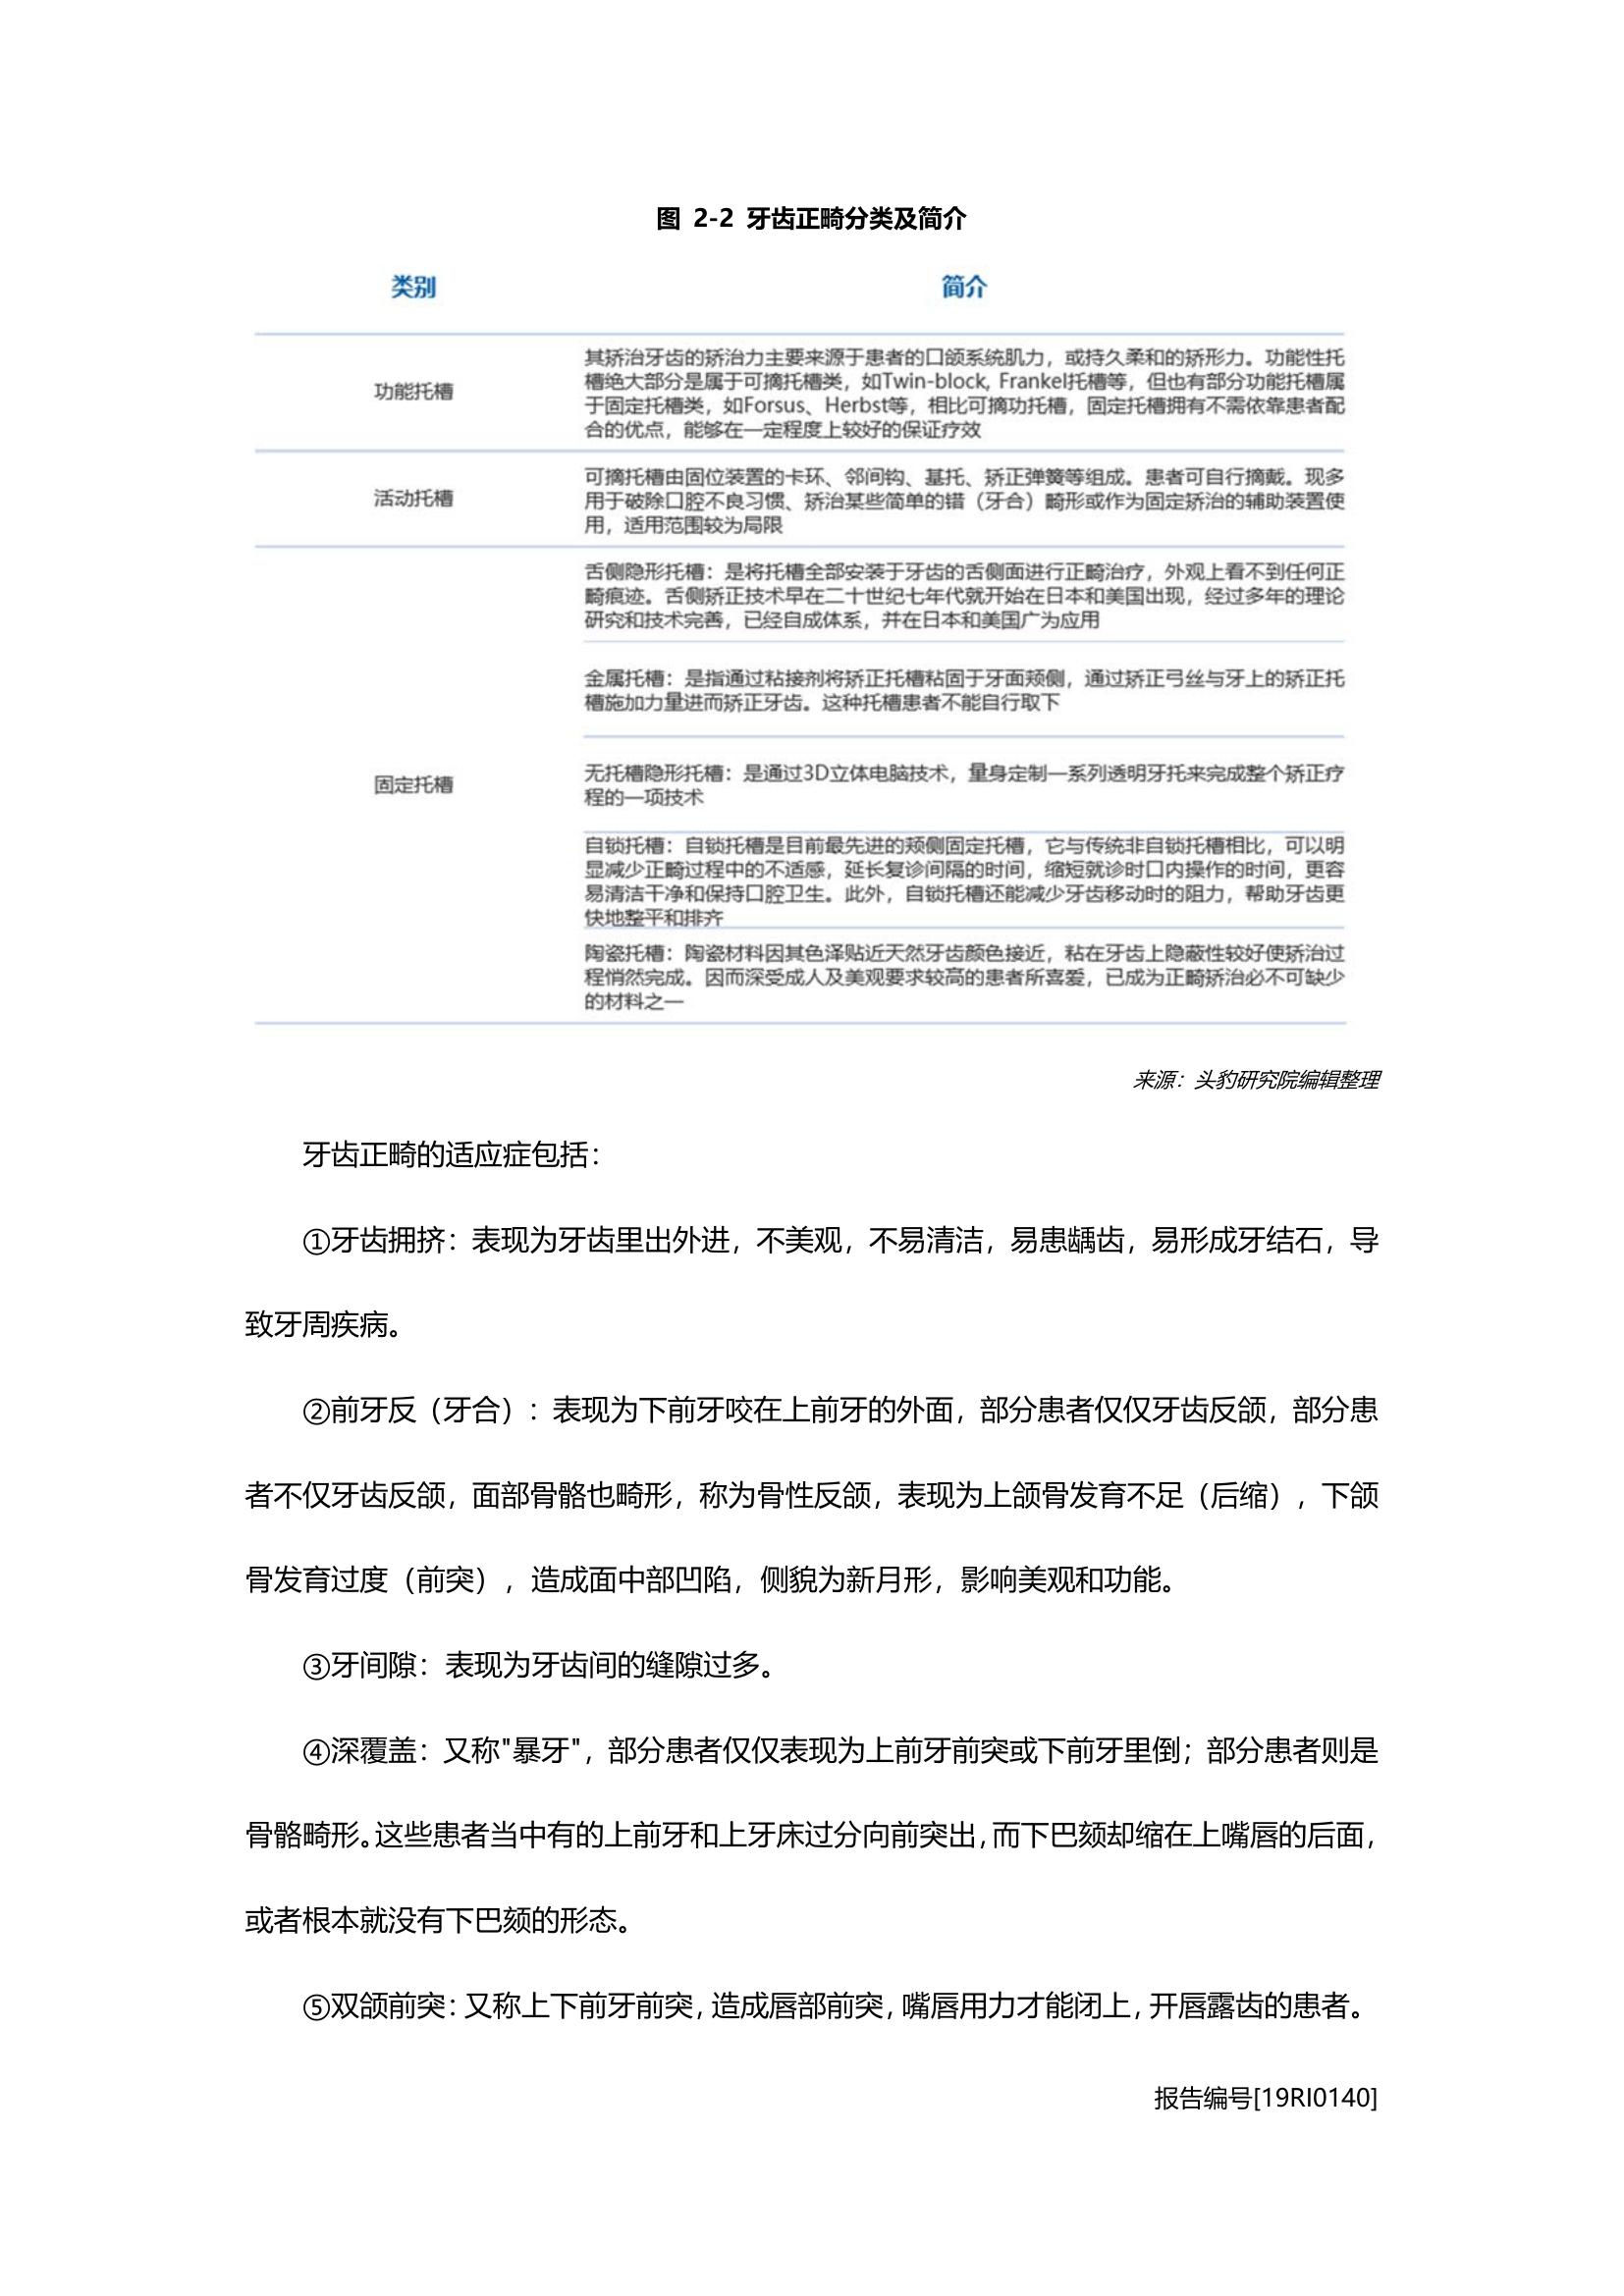 图 2-2 牙齿正畸分类及简介
类别 简介
功能托槽
其矫治牙齿的矫治力主要来源于患者的口颌系统肌力，或持久柔和的矫形力。功能性托
槽绝大部分是属于可摘托槽类，如Twin-block, Frankel托槽等，但也有部分功能托槽属
于固定托槽类，如Forsus、Herbst等，相比可摘功托槽，固定托槽拥有不需依靠患者配
合的优点，能够在一定程度上较好的保证疗效
活动托槽
可摘托槽由固位装置的卡环、邻间钩、基托、矫正弹簧等组成。患者可自行摘戴。现多
用于破除口腔不良习惯、矫治某些简单的错（牙合）畸形或作为固定矫治的辅助装置使
用，适用范围较为局限
固定托槽
舌侧隐形托槽：是将托槽全部安装于牙齿的舌侧面进行正畸治疗，外观上看不到任何正
畸痕迹。舌侧矫正技术早在二十世纪七年代就开始在日本和美国出现，经过多年的理论
研究和技术完善，已经自成体系，并在日本和美国广为应用
金属托槽：是指通过粘接剂将矫正托槽粘固于牙面颊侧，通过矫正弓丝与牙上的矫正托
槽施加力量进而矫正牙齿。这种托槽患者不能自行取下
无托槽隐形托槽：是通过3D立体电脑技术，量身定制一系列透明牙托来完成整个矫正疗
程的一项技术
自锁托槽：自锁托槽是目前最先进的颊侧固定托槽，它与传统非自锁托槽相比，可以明
显减少正畸过程中的不适感，延长复诊间隔的时间，缩短就诊时口内操作的时间，更容
易清洁干净和保持口腔卫生。此外，自锁托槽还能减少牙齿移动时的阻力，帮助牙齿更
快地整平和排齐
陶瓷托槽：陶瓷材料因其色泽贴近天然牙齿颜色接近，粘在牙齿上隐蔽性较好使矫治过
程悄然完成。因而深受成人及美观要求较高的患者所喜爱，已成为正畸矫治必不可缺少
的材料之一
来源：头豹研究院编辑整理
牙齿正畸的适应症包括：
①牙齿拥挤：表现为牙齿里出外进，不美观，不易清洁，易患龋齿，易形成牙结石，导
致牙周疾病。
②前牙反（牙合）：表现为下前牙咬在上前牙的外面，部分患者仅仅牙齿反颌，部分患
者不仅牙齿反颌，面部骨骼也畸形，称为骨性反颌，表现为上颌骨发育不足（后缩），下颌
骨发育过度（前突），造成面中部凹陷，侧貌为新月形，影响美观和功能。
③牙间隙：表现为牙齿间的缝隙过多。
④深覆盖：又称"暴牙"，部分患者仅仅表现为上前牙前突或下前牙里倒；部分患者则是
骨骼畸形。这些患者当中有的上前牙和上牙床过分向前突出，而下巴颏却缩在上嘴唇的后面，
或者根本就没有下巴颏的形态。
⑤双颌前突：又称上下前牙前突，造成唇部前突，嘴唇用力才能闭上，开唇露齿的患者。
报告编号[19RI0140]